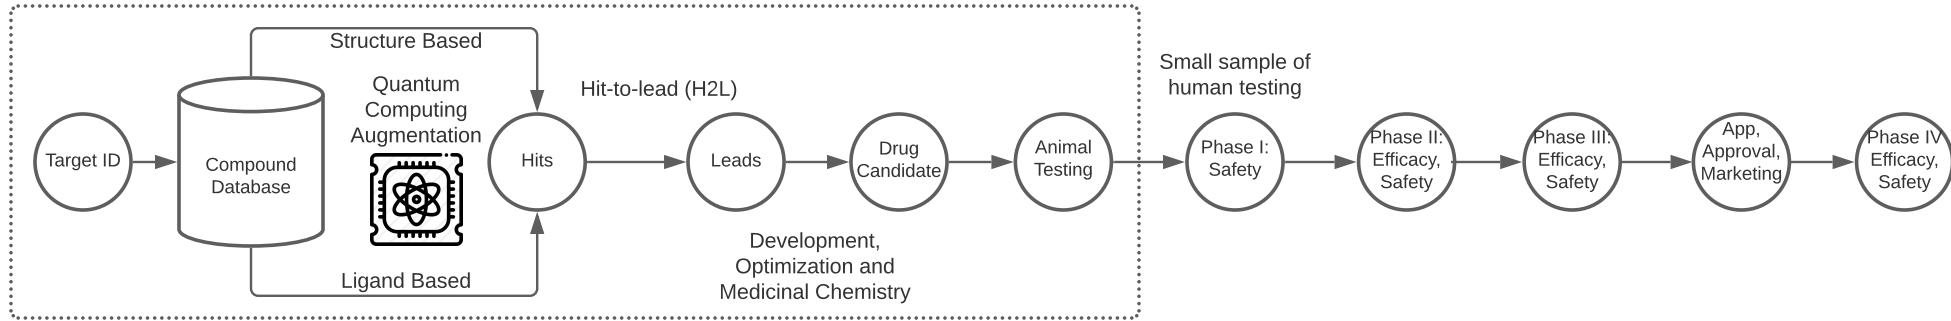 Target ID
Compound
Database
Structure Based
Quantum
Computing
Augmentation
Ligand Based
Hits
Hit-to-lead (H2L)
Leads
Development,
Optimization and
Medicinal Chemistry
Drug
Candidate
Animal
Testing
Small sample of
human testing
Phase I:
Safety
Phase II:
Efficacy,
Safety
Phase III:
Efficacy,
Safety
App,
Approval,
Marketing
Phase IV
Efficacy,
Safety